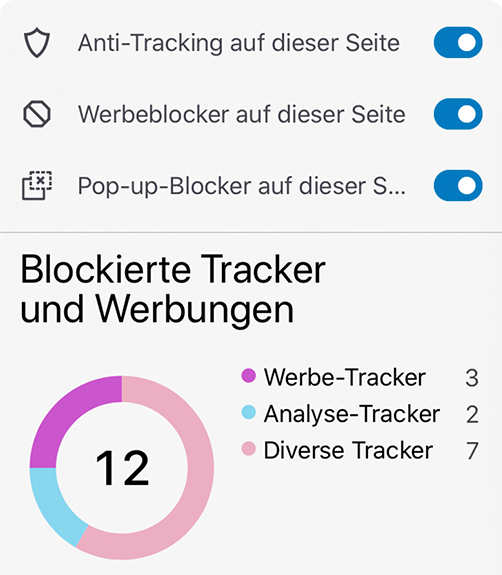 Anti-Tracking auf dieser Seite
Werbeblocker auf dieser Seite
Pop-up-Blocker auf dieser S...
Blockierte Tracker
und Werbungen
12
Werbe-Tracker 3
Analyse-Tracker 2
Diverse Tracker 7